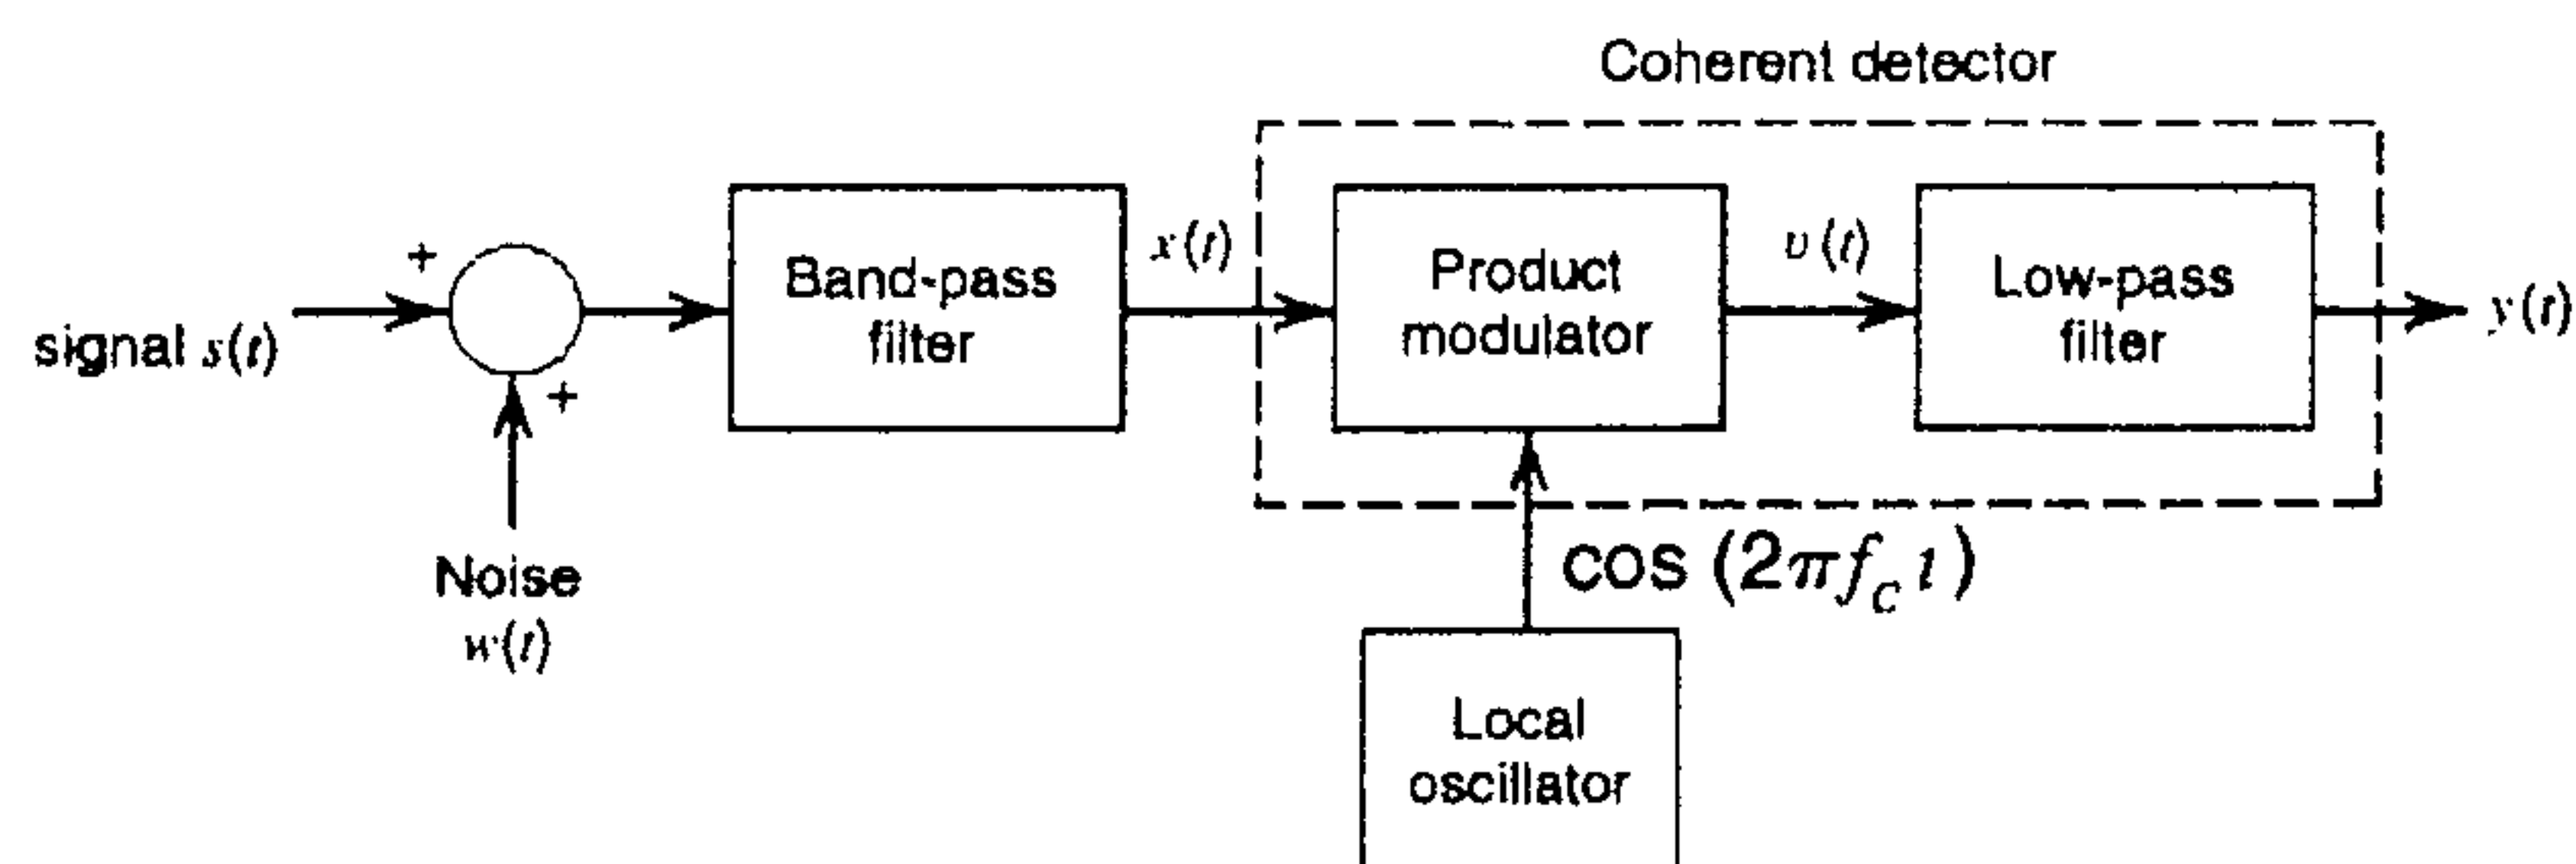 Coherent detector
+
signal s(t)
+
Noise
w(t)
Band-pass
filter
x(t)
Product
modulator
v(t)
Low-pass
filter
y(t)
cos (2πf_c t)
Local
oscillator